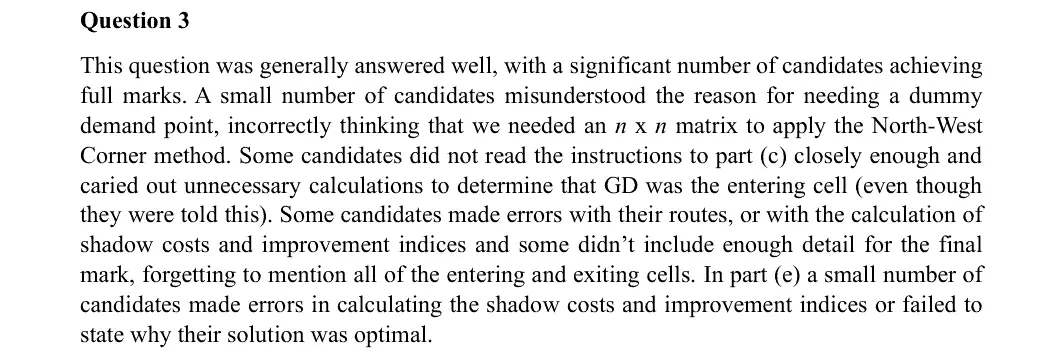 Question 3
This question was generally answered well, with a significant number of candidates achieving
full marks. A small number of candidates misunderstood the reason for needing a dummy
demand point, incorrectly thinking that we needed an n x n matrix to apply the North-West
Corner method. Some candidates did not read the instructions to part (c) closely enough and
caried out unnecessary calculations to determine that GD was the entering cell (even though
they were told this). Some candidates made errors with their routes, or with the calculation of
shadow costs and improvement indices and some didn’t include enough detail for the final
mark, forgetting to mention all of the entering and exiting cells. In part (e) a small number of
candidates made errors in calculating the shadow costs and improvement indices or failed to
state why their solution was optimal.